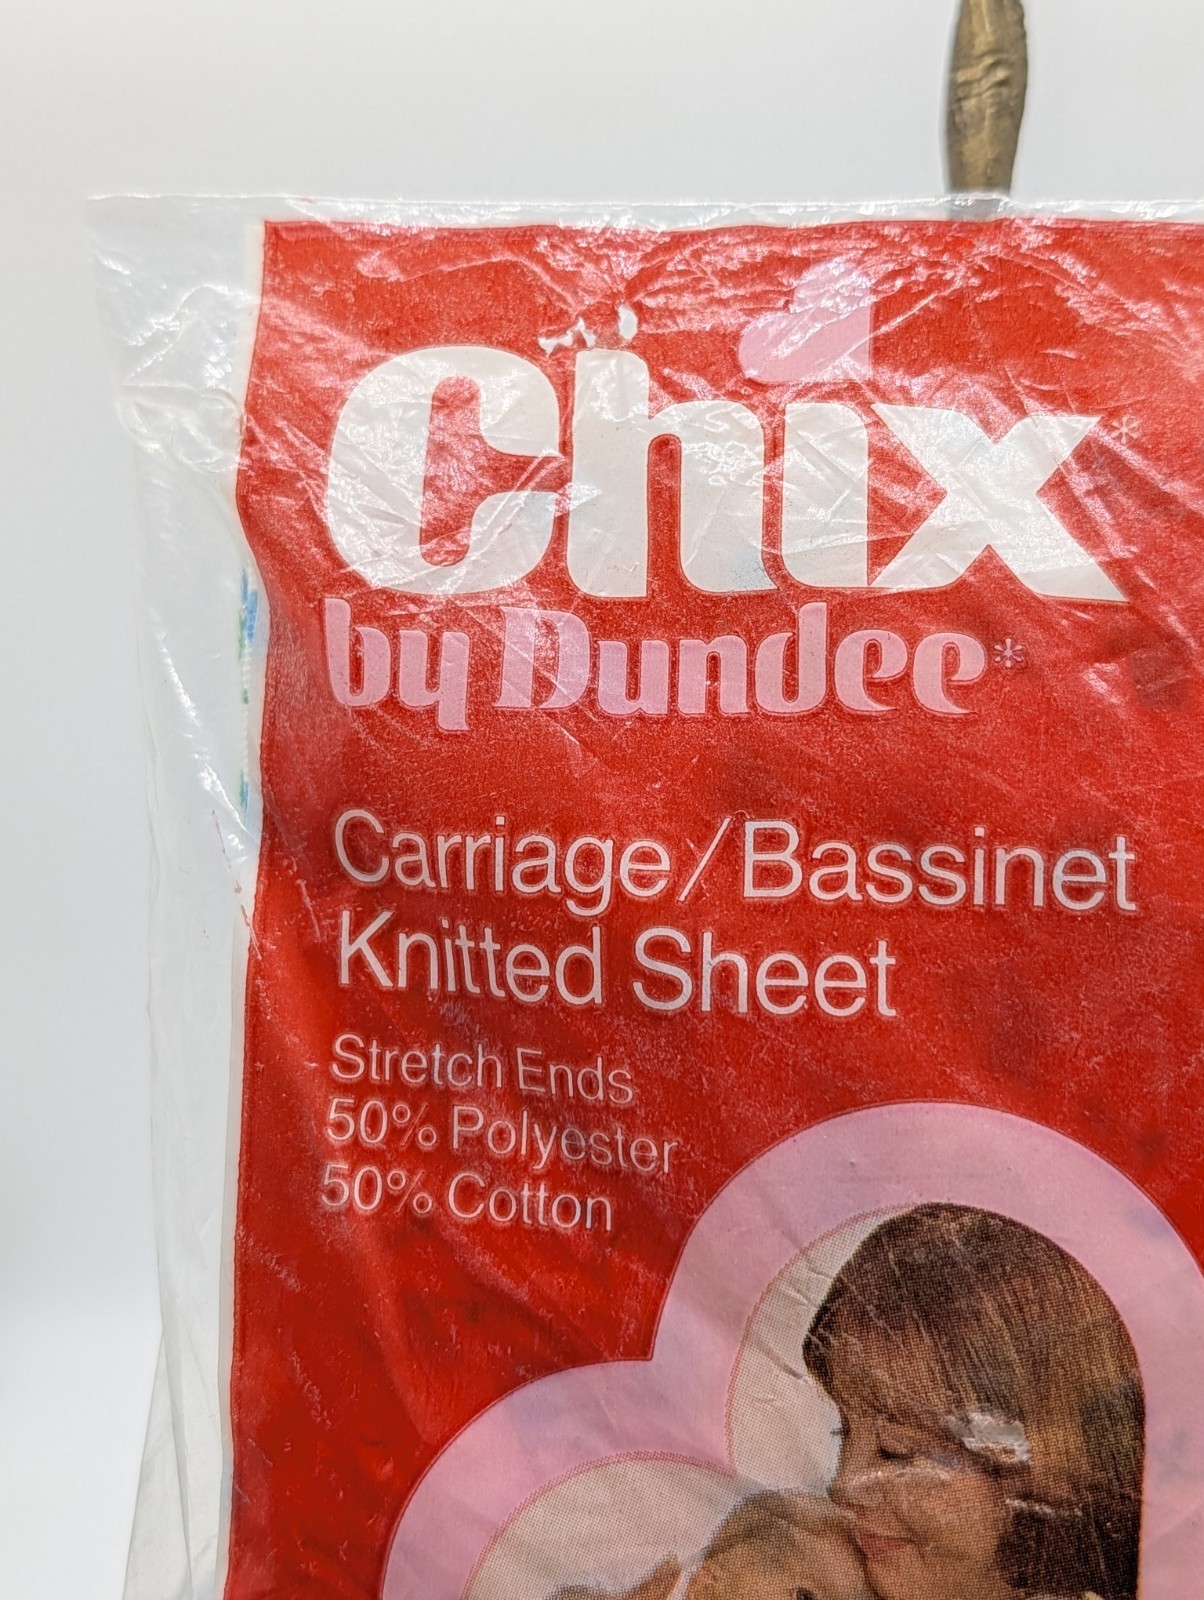 Chix*
by Dundee*
Carriage/Bassinet
Knitted Sheet
Stretch Ends
50% Polyester
50% Cotton